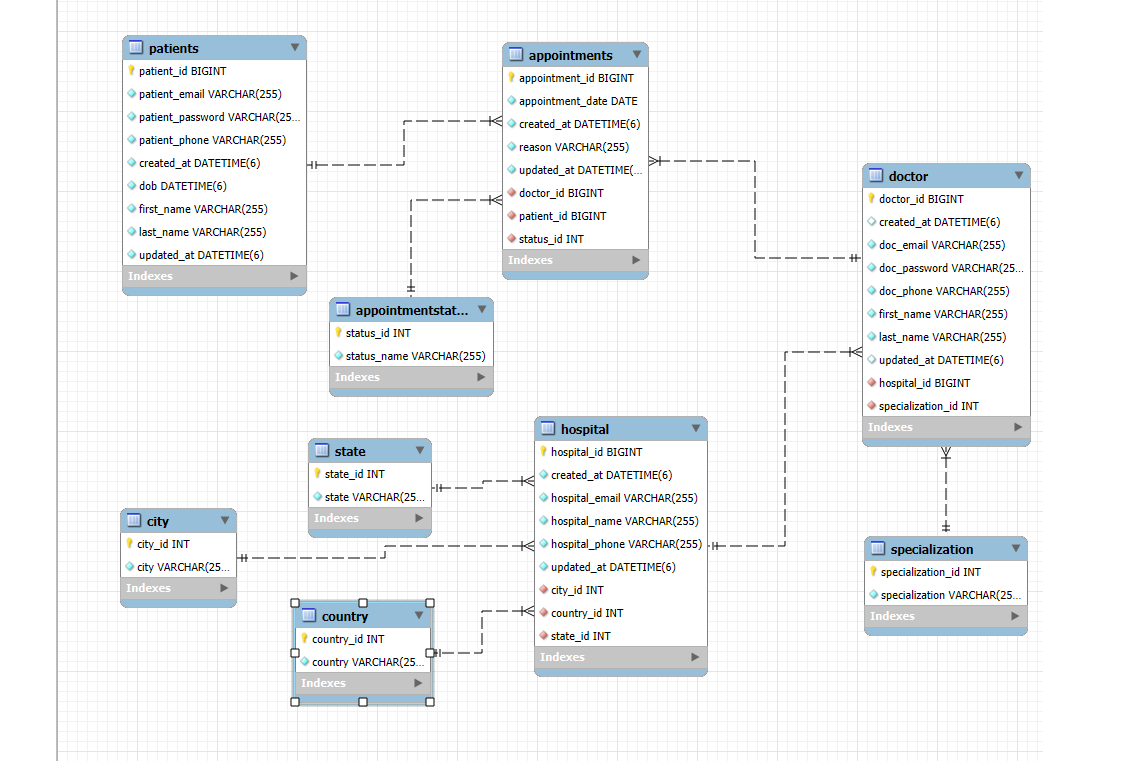 patients
patient_id BIGINT
patient_email VARCHAR(255)
patient_password VARCHAR(25...
patient_phone VARCHAR(255)
created_at DATETIME(6)
dob DATETIME(6)
first_name VARCHAR(255)
last_name VARCHAR(255)
updated_at DATETIME(6)
Indexes
appointments
appointment_id BIGINT
appointment_date DATE
created_at DATETIME(6)
reason VARCHAR(255)
updated_at DATETIME(...
doctor_id BIGINT
patient_id BIGINT
status_id INT
Indexes
doctor
doctor_id BIGINT
created_at DATETIME(6)
doc_email VARCHAR(255)
doc_password VARCHAR(25...
doc_phone VARCHAR(255)
first_name VARCHAR(255)
last_name VARCHAR(255)
updated_at DATETIME(6)
hospital_id BIGINT
specialization_id INT
Indexes
appointmentstat...
status_id INT
status_name VARCHAR(255)
Indexes
state
state_id INT
state VARCHAR(25...
Indexes
hospital
hospital_id BIGINT
created_at DATETIME(6)
hospital_email VARCHAR(255)
hospital_name VARCHAR(255)
hospital_phone VARCHAR(255)
updated_at DATETIME(6)
city_id INT
country_id INT
state_id INT
Indexes
city
city_id INT
city VARCHAR(25...
Indexes
specialization
specialization_id INT
specialization VARCHAR(25...
Indexes
country
country_id INT
country VARCHAR(25...
Indexes